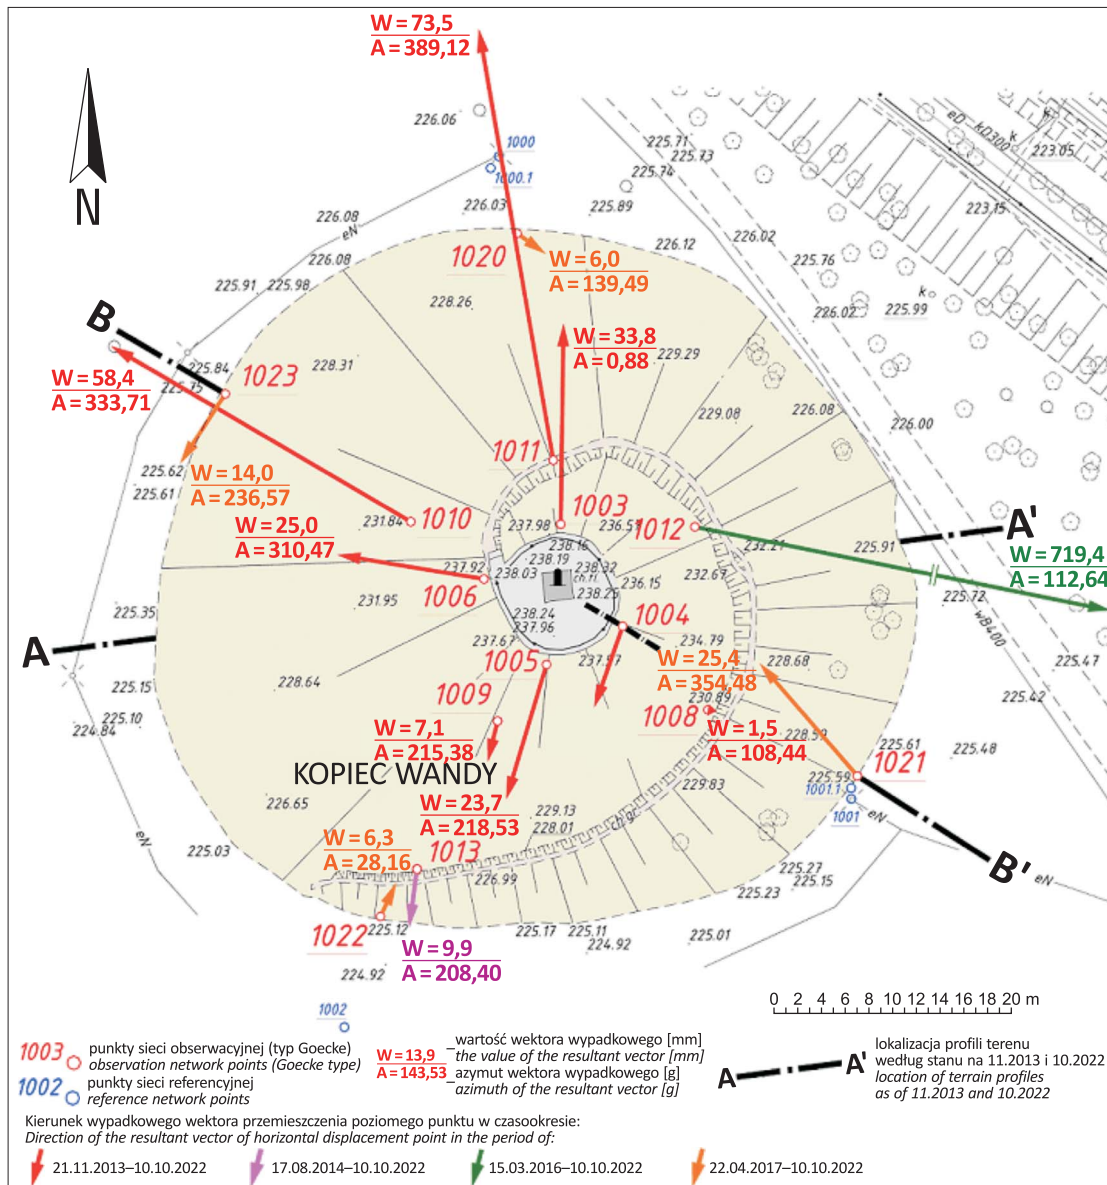 W = 73,5
A = 389,12
226.06
1000
1000.1
225.71
225.73
225.74
eD
kD300
k
k
223.05
N
226.08
eN
226.03
225.89
223.15
1020
226.12
226.02
W = 6,0
A = 139,49
225.76
226.08
225.91
225.98
228.26
226.02
k
225.99
B
W = 33,8
A = 0,88
228.31
229.29
225.84
225.75
1023
W = 58,4
A = 333,71
229.08
226.08
226.00
1011
225.62
225.61
W = 14,0
A = 236,57
231.84
1010
237.98
1003
236.51
1012
A'
W = 25,0
A = 310,47
238.16
238.19
238.32
ch.fl.
232.21
225.91
W = 719,4
A = 112,64
237.92
238.03
236.15
232.67
1006
238.25
225.72
231.95
238.24
237.96
1004
wB400
225.35
A
237.67
234.79
1005
237.57
W = 25,4
A = 354,48
228.68
225.47
225.15
228.64
230.89
225.42
225.10
1009
1008
224.84
W = 7,1
A = 215,38
W = 1,5
A = 108,44
228.59
225.61
225.48
KOPIEC WANDY
225.59
1021
229.83
1001.1
226.65
W = 23,7
A = 218,53
229.13
228.01
ch.gr.
1001
eN
eN
W = 6,3
A = 28,16
1013
225.03
226.99
225.27
225.15
B'
eN
225.23
1022
225.12
225.17
225.11
224.92
225.01
W = 9,9
A = 208,40
224.92
1002
0 2 4 6 8 10 12 14 16 18 20 m
1003
punkty sieci obserwacyjnej (typ Goecke)
observation network points (Goecke type)
1002
punkty sieci referencyjnej
reference network points
W = 13,9
A = 143,53
wartość wektora wypadkowego [mm]
the value of the resultant vector [mm]
azymut wektora wypadkowego [g]
azimuth of the resultant vector [g]
A A'
lokalizacja profili terenu
według stanu na 11.2013 i 10.2022
location of terrain profiles
as of 11.2013 and 10.2022
Kierunek wypadkowego wektora przemieszczenia poziomego punktu w czasookresie:
Direction of the resultant vector of horizontal displacement point in the period of:
21.11.2013–10.10.2022
17.08.2014–10.10.2022
15.03.2016–10.10.2022
22.04.2017–10.10.2022